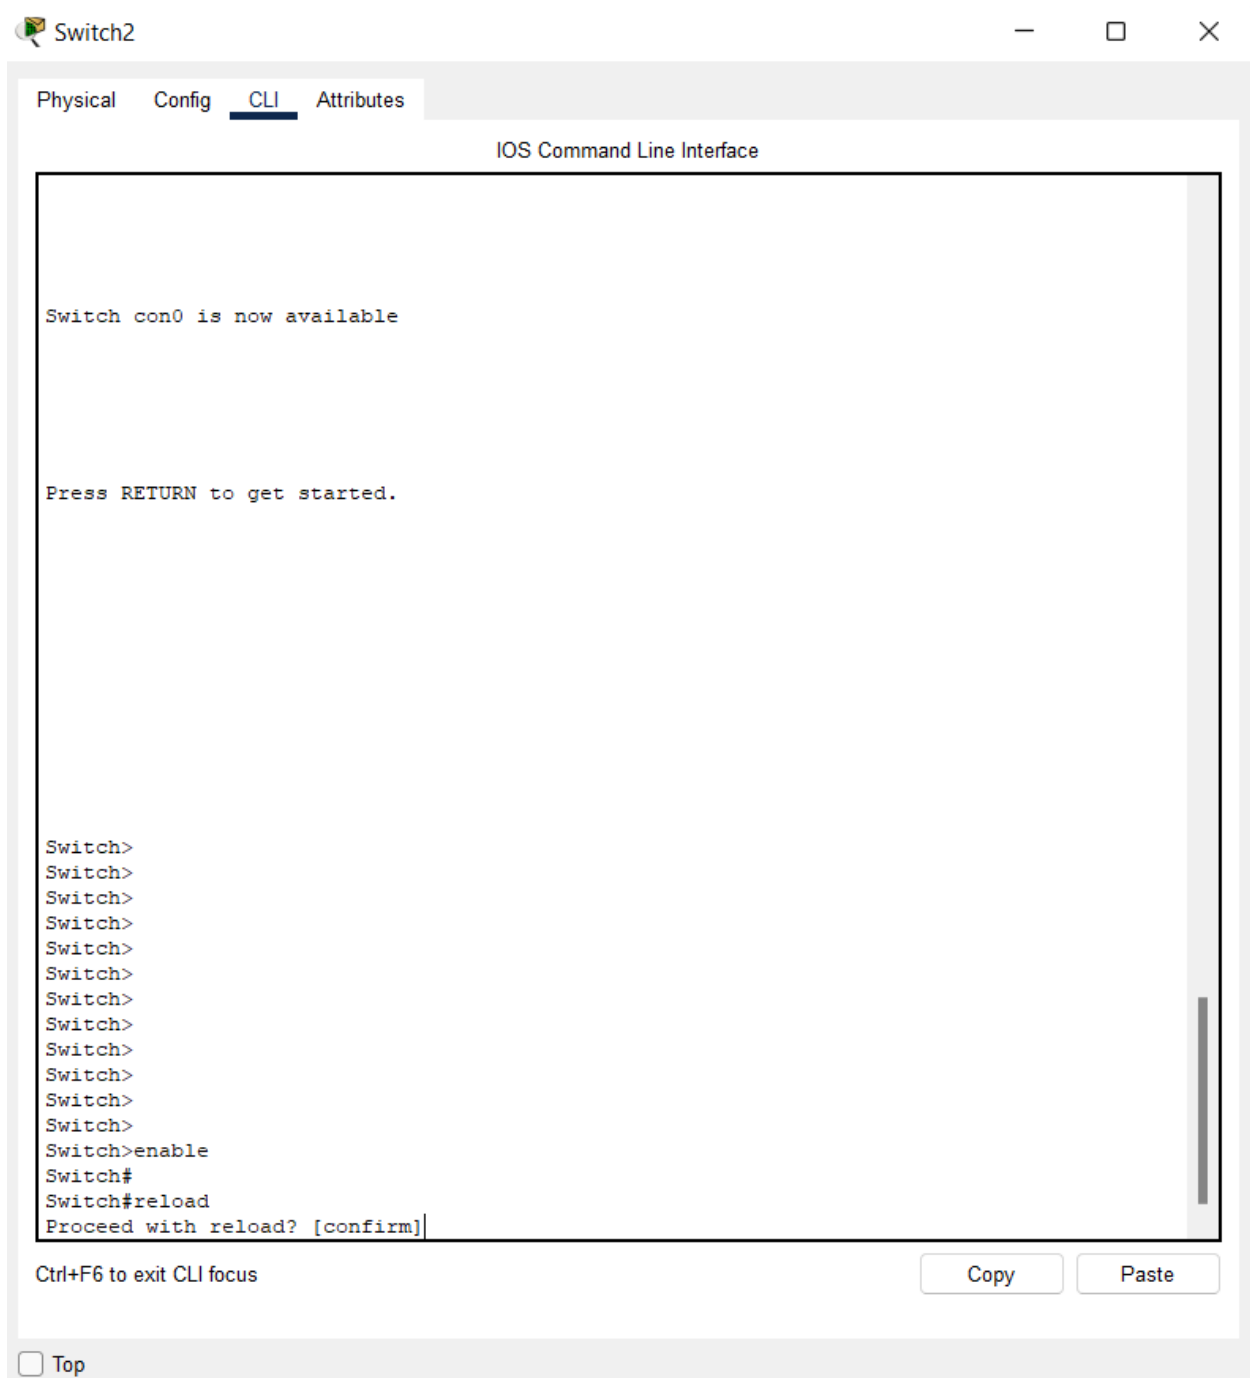 Switch2
Physical Config CLI Attributes
IOS Command Line Interface
Switch con0 is now available
Press RETURN to get started.
Switch>
Switch>
Switch>
Switch>
Switch>
Switch>
Switch>
Switch>
Switch>
Switch>
Switch>
Switch>
Switch>enable
Switch#
Switch#reload
Proceed with reload? [confirm]
Ctrl+F6 to exit CLI focus
Copy Paste
Top